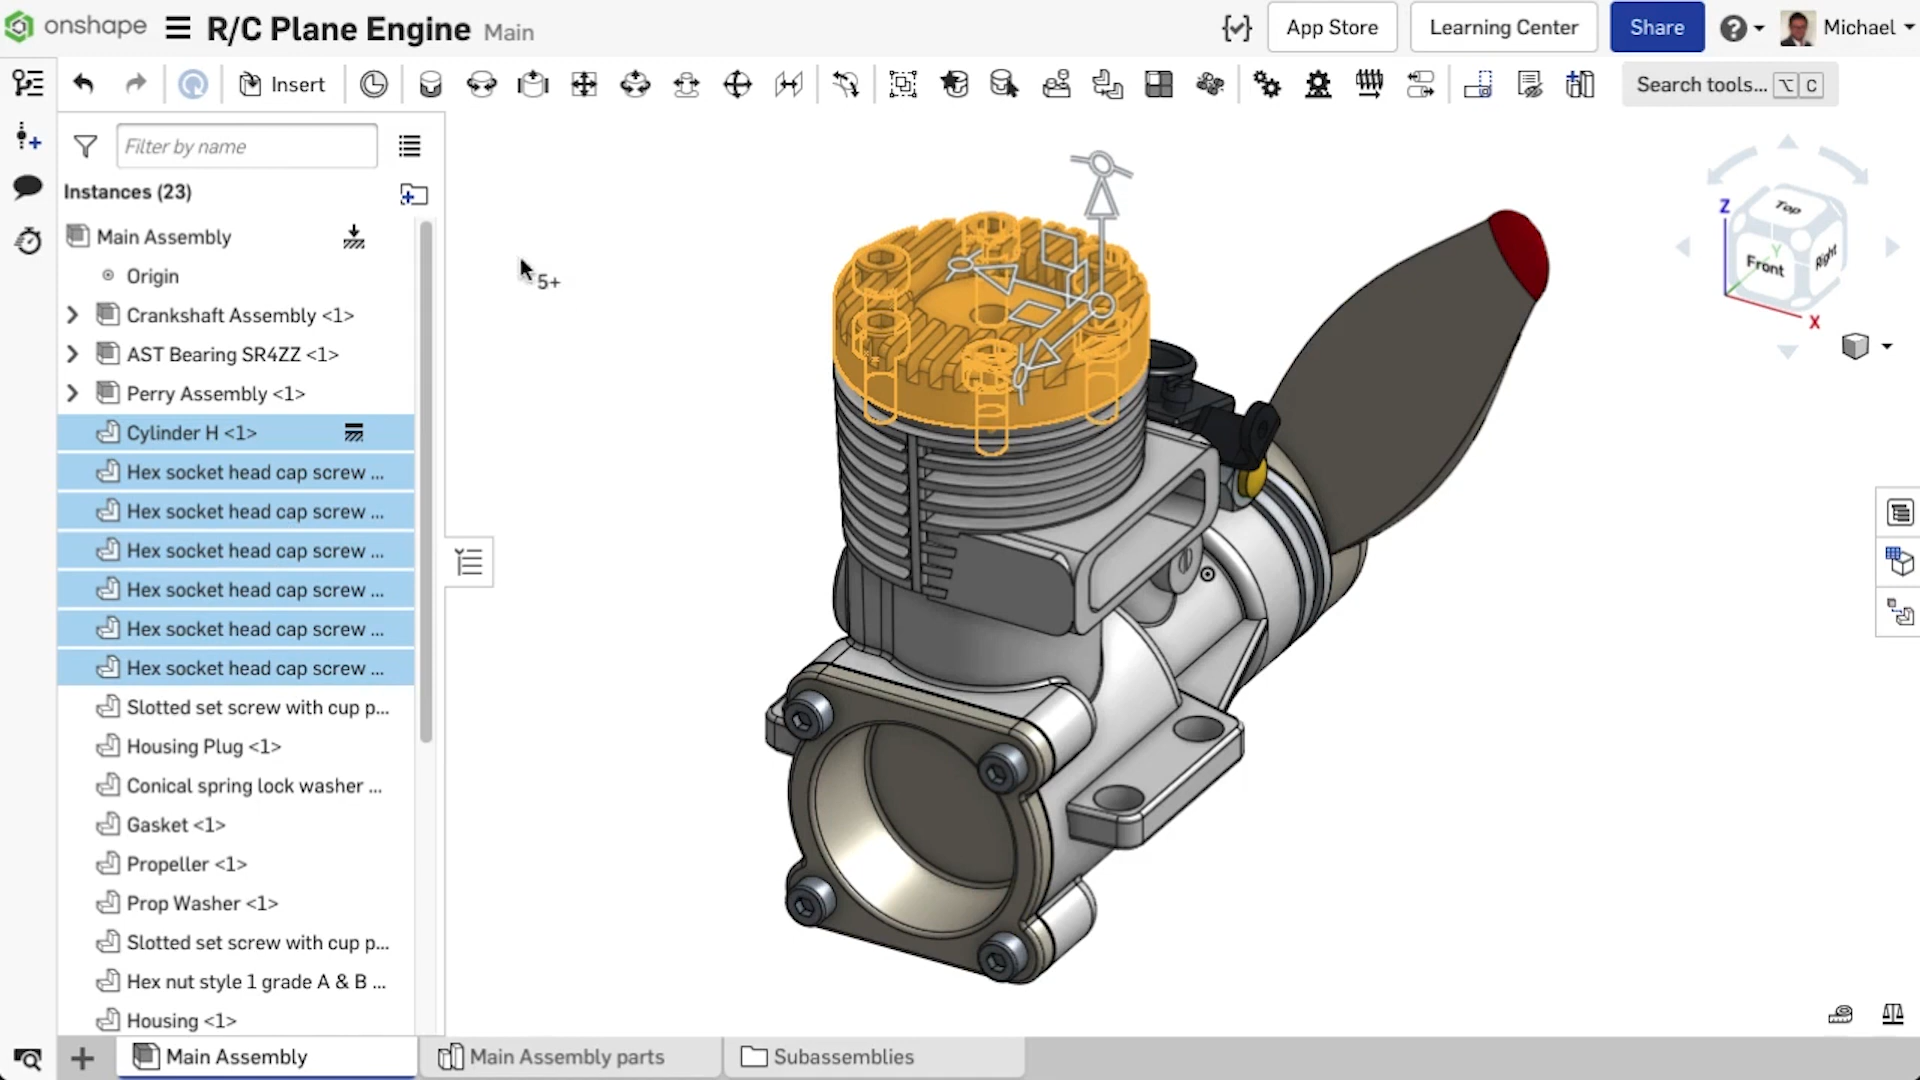 onshape R/C Plane Engine Main App Store Learning Center Share Michael
Insert Search tools... ⌥ C
Filter by name
Instances (23)
Main Assembly
Origin
Crankshaft Assembly <1>
AST Bearing SR4ZZ <1>
Perry Assembly <1>
Cylinder H <1>
Hex socket head cap screw ...
Hex socket head cap screw ...
Hex socket head cap screw ...
Hex socket head cap screw ...
Hex socket head cap screw ...
Hex socket head cap screw ...
Slotted set screw with cup p...
Housing Plug <1>
Conical spring lock washer ...
Gasket <1>
Propeller <1>
Prop Washer <1>
Slotted set screw with cup p...
Hex nut style 1 grade A & B ...
Housing <1>
5+
Z
Top
Y
Front Right
X
Main Assembly Main Assembly parts Subassemblies